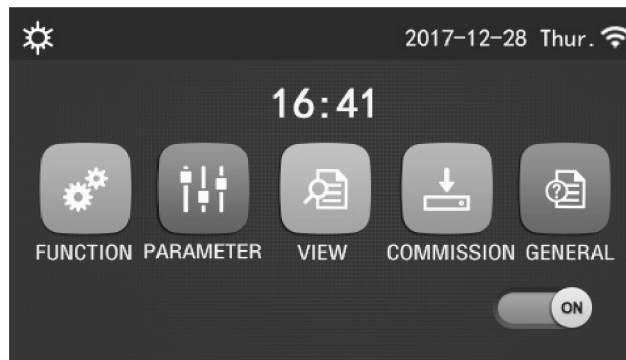 2017-12-28 Thur.
16:41
FUNCTION PARAMETER VIEW COMMISSION GENERAL
ON